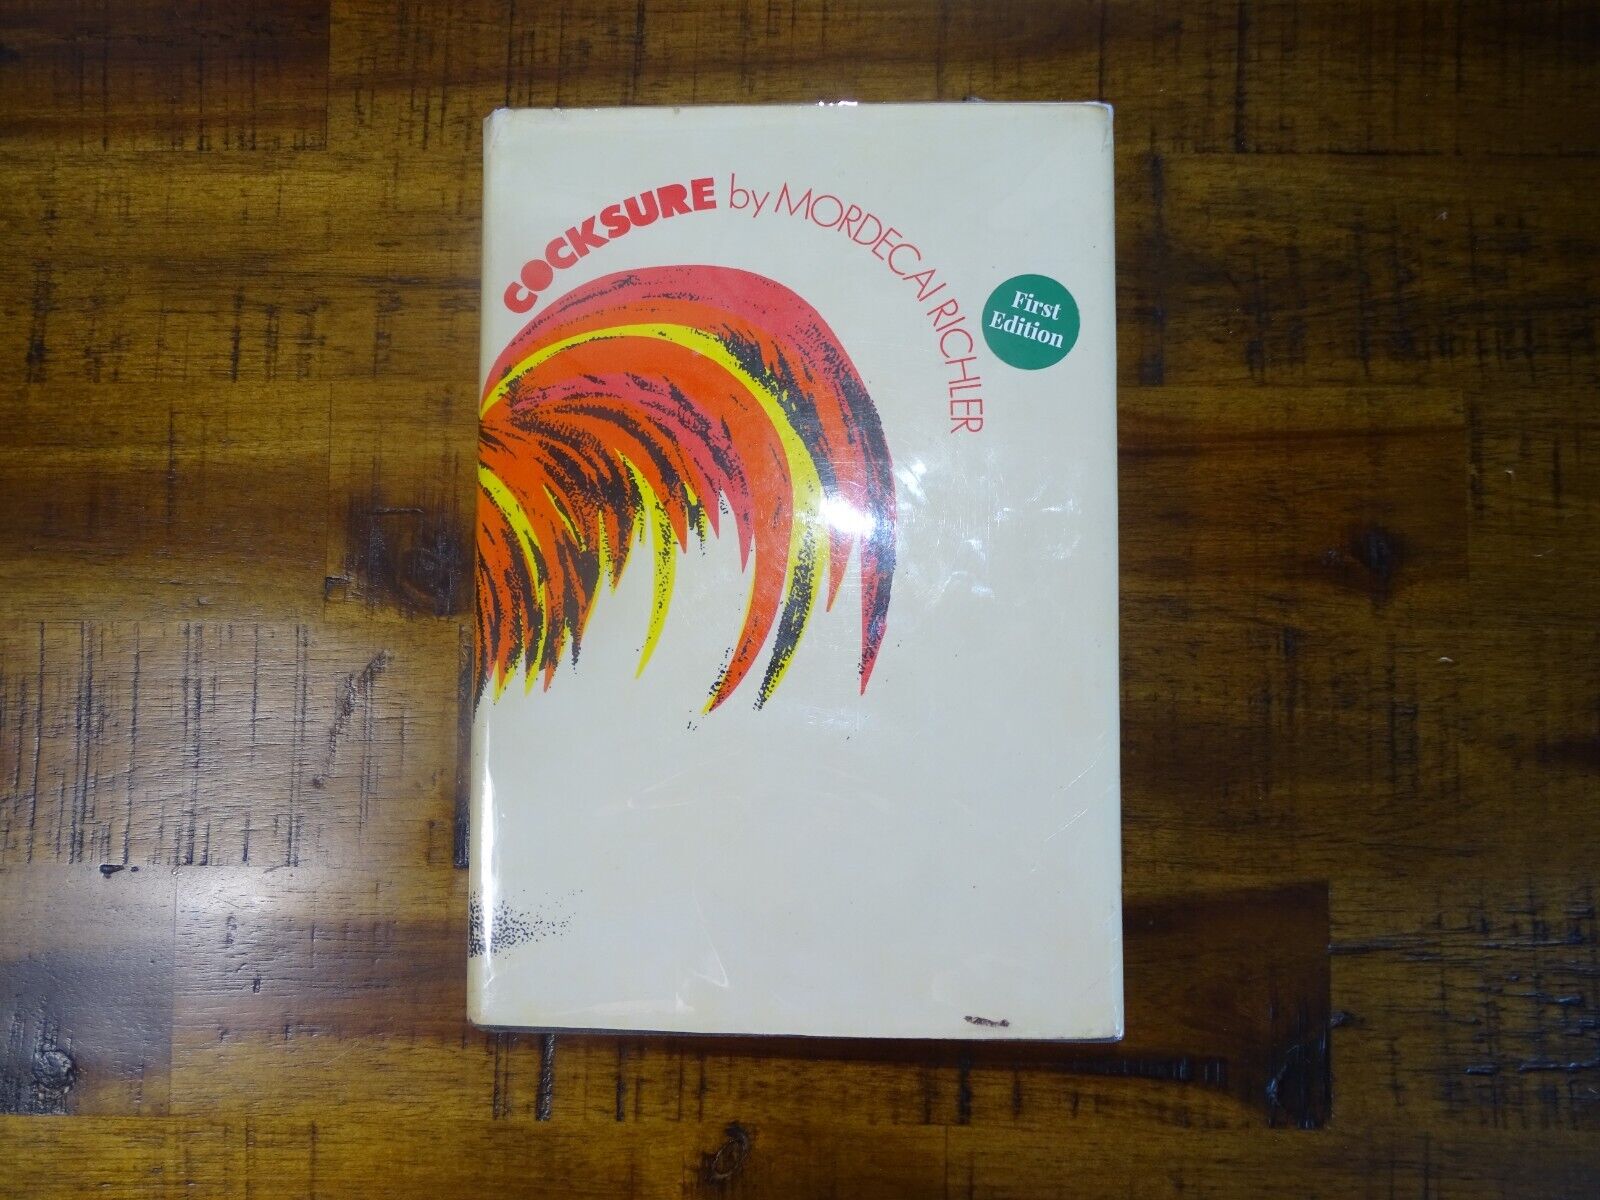 COCKSURE by MORDECAI RICHLER
First
Edition